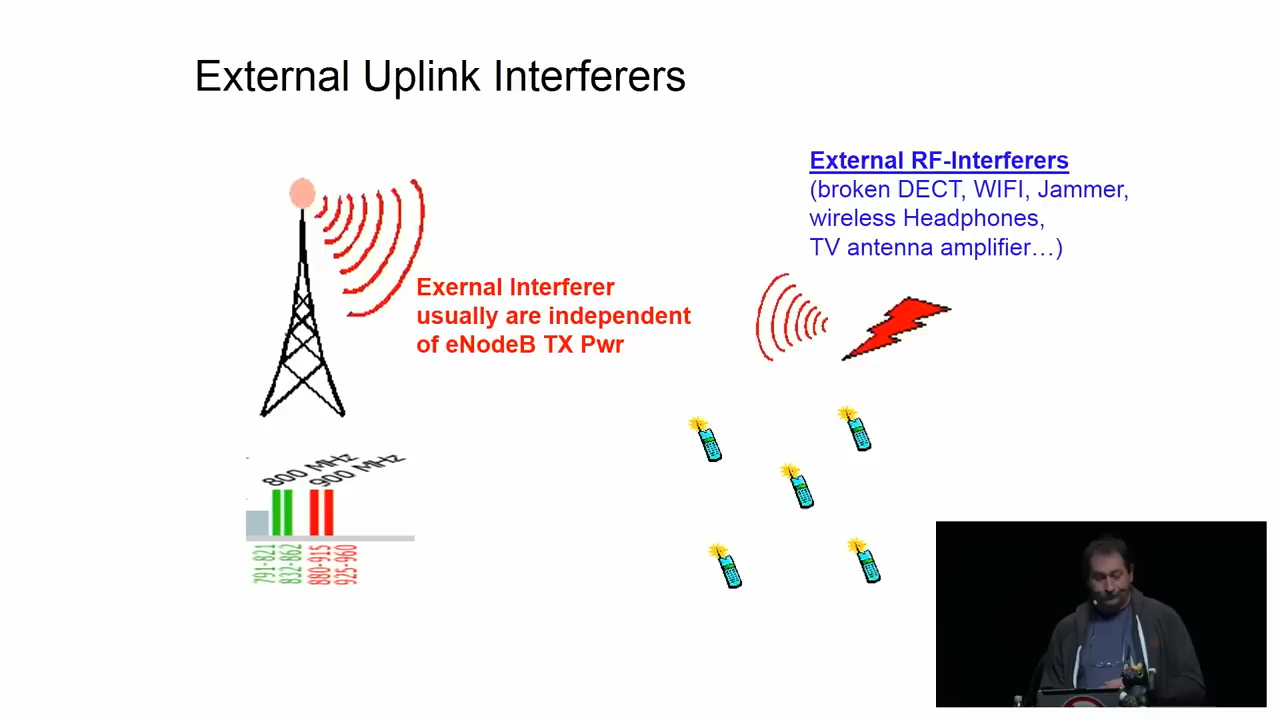 External Uplink Interferers
External RF-Interferers
(broken DECT, WIFI, Jammer,
wireless Headphones,
TV antenna amplifier…)
Exernal Interferer
usually are independent
of eNodeB TX Pwr
800 MHz
900 MHz
791-821
832-862
880-915
925-960